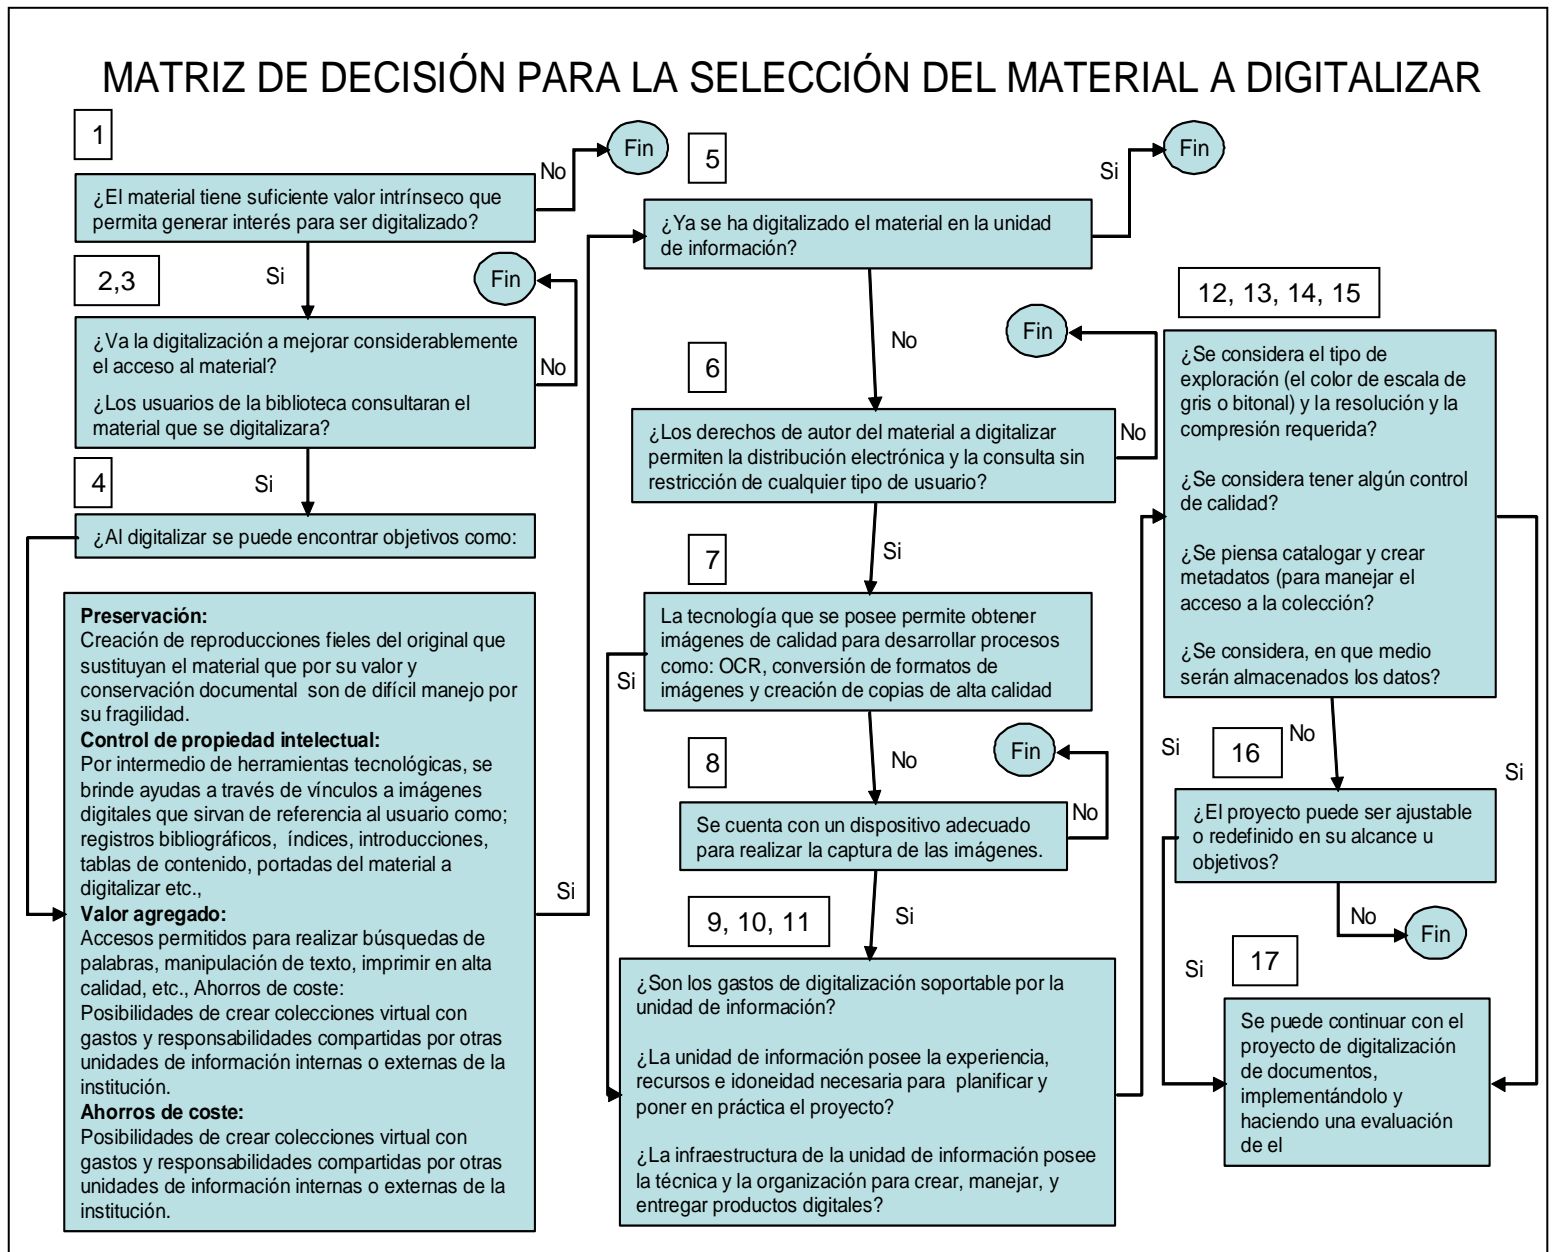 MATRIZ DE DECISIÓN PARA LA SELECCIÓN DEL MATERIAL A DIGITALIZAR
1
¿El material tiene suficiente valor intrínseco que
permita generar interés para ser digitalizado?
No
Fin
Si
2,3
¿Va la digitalización a mejorar considerablemente
el acceso al material?
¿Los usuarios de la biblioteca consultaran el
material que se digitalizara?
No
Fin
Si
4
¿Al digitalizar se puede encontrar objetivos como:
Preservación:
Creación de reproducciones fieles del original que
sustituyan el material que por su valor y
conservación documental son de difícil manejo por
su fragilidad.
Control de propiedad intelectual:
Por intermedio de herramientas tecnológicas, se
brinde ayudas a través de vínculos a imágenes
digitales que sirvan de referencia al usuario como;
registros bibliográficos, índices, introducciones,
tablas de contenido, portadas del material a
digitalizar etc.,
Valor agregado:
Accesos permitidos para realizar búsquedas de
palabras, manipulación de texto, imprimir en alta
calidad, etc., Ahorros de coste:
Posibilidades de crear colecciones virtual con
gastos y responsabilidades compartidas por otras
unidades de información internas o externas de la
institución.
Ahorros de coste:
Posibilidades de crear colecciones virtual con
gastos y responsabilidades compartidas por otras
unidades de información internas o externas de la
institución.
Si
5
¿Ya se ha digitalizado el material en la unidad
de información?
Si
Fin
No
6
¿Los derechos de autor del material a digitalizar
permiten la distribución electrónica y la consulta sin
restricción de cualquier tipo de usuario?
No
Fin
Si
7
La tecnología que se posee permite obtener
imágenes de calidad para desarrollar procesos
como: OCR, conversión de formatos de
imágenes y creación de copias de alta calidad
Si
No
8
Se cuenta con un dispositivo adecuado
para realizar la captura de las imágenes.
No
Fin
Si
9, 10, 11
¿Son los gastos de digitalización soportable por la
unidad de información?
¿La unidad de información posee la experiencia,
recursos e idoneidad necesaria para planificar y
poner en práctica el proyecto?
¿La infraestructura de la unidad de información posee
la técnica y la organización para crear, manejar, y
entregar productos digitales?
Si
12, 13, 14, 15
¿Se considera el tipo de
exploración (el color de escala de
gris o bitonal) y la resolución y la
compresión requerida?
¿Se considera tener algún control
de calidad?
¿Se piensa catalogar y crear
metadatos (para manejar el
acceso a la colección?
¿Se considera, en que medio
serán almacenados los datos?
No
Si
16
¿El proyecto puede ser ajustable
o redefinido en su alcance u
objetivos?
No
Fin
Si
17
Se puede continuar con el
proyecto de digitalización
de documentos,
implementándolo y
haciendo una evaluación
de el